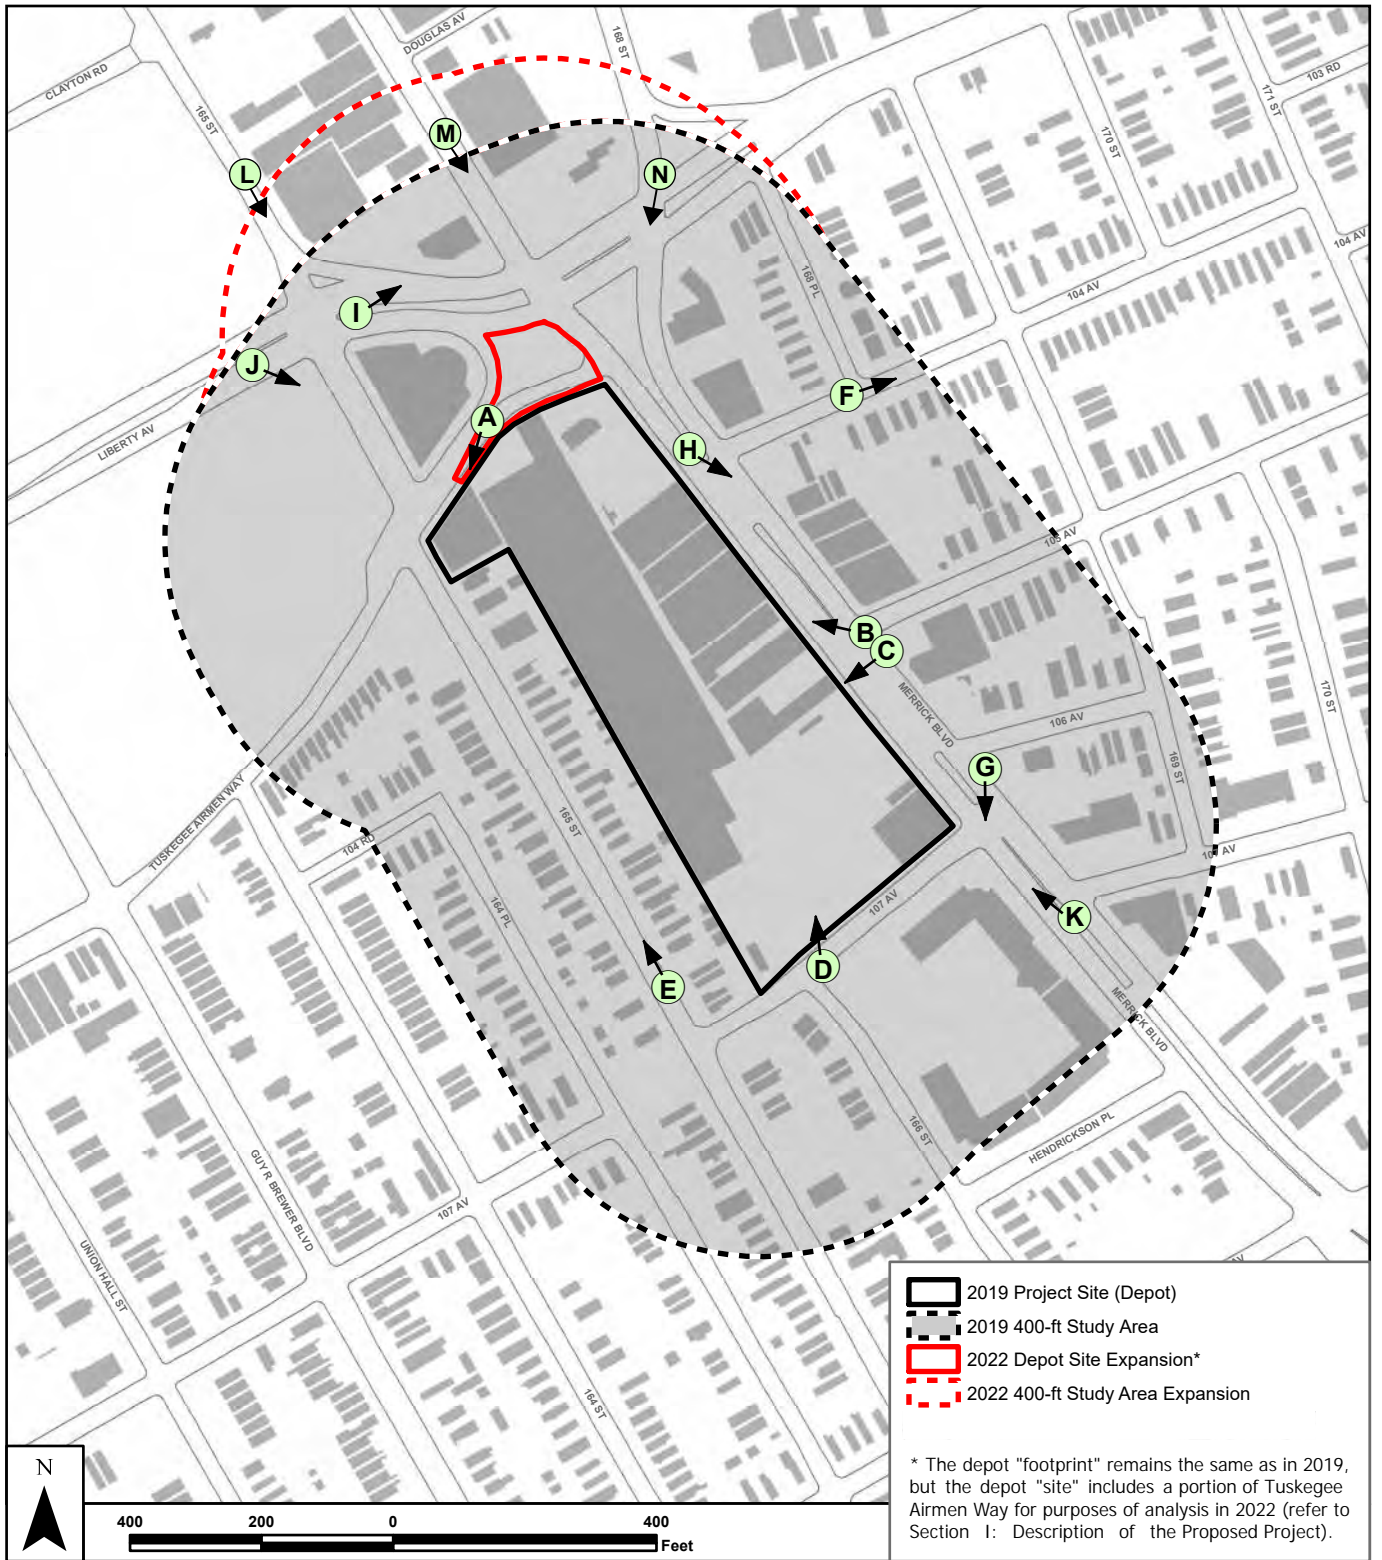 DOUGLAS AV
168 ST
CLAYTON RD
103 RD
171 ST
165 ST
M
170 ST
L
N
104 AV
168 PL
104 AV
I
J
F
A
LIBERTY AV
H
105 AV
B
C
MERRICK BLVD
170 ST
106 AV
G
169 ST
TUSKEGEE AIRMEN WAY
165 ST
104 RD
107 AV
164 PL
107 AV
K
D
E
MERRICK BLVD
166 ST
HENDRICKSON PL
GUY R BREWER BLVD
107 AV
UNION HALL ST
AV
164 ST
2019 Project Site (Depot)
2019 400-ft Study Area
2022 Depot Site Expansion*
2022 400-ft Study Area Expansion
* The depot "footprint" remains the same as in 2019,
but the depot "site" includes a portion of Tuskegee
Airmen Way for purposes of analysis in 2022 (refer to
Section I: Description of the Proposed Project).
N
400 200 0 400
Feet